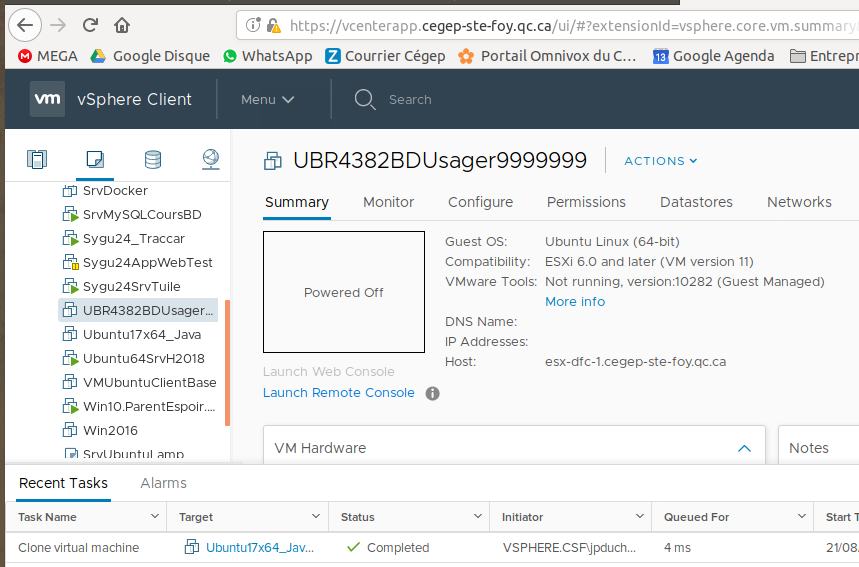 https://vcenterapp.cegep-ste-foy.qc.ca/ui/#?extensionId=vsphere.core.vm.summary
MEGA Google Disque WhatsApp Courrier Cégep Portail Omnivox du C… Google Agenda Entrepr
vm vSphere Client Menu Search
SrvDocker
SrvMySQLCoursBD
Sygu24_Traccar
Sygu24AppWebTest
Sygu24SrvTuile
UBR4382BDUsager...
Ubuntu17x64_Java
Ubuntu64SrvH2018
VMUbuntuClientBase
Win10.ParentEspoir....
Win2016
SrvUbuntuLamp
UBR4382BDUsager9999999 ACTIONS
Summary Monitor Configure Permissions Datastores Networks
Powered Off
Launch Web Console
Launch Remote Console
Guest OS: Ubuntu Linux (64-bit)
Compatibility: ESXi 6.0 and later (VM version 11)
VMware Tools: Not running, version:10282 (Guest Managed)
More info
DNS Name:
IP Addresses:
Host: esx-dfc-1.cegep-ste-foy.qc.ca
VM Hardware
Notes
Recent Tasks Alarms
Task Name Target Status Initiator Queued For Start T
Clone virtual machine Ubuntu17x64_Jav... Completed VSPHERE.CSF\jpduch... 4 ms 21/08.